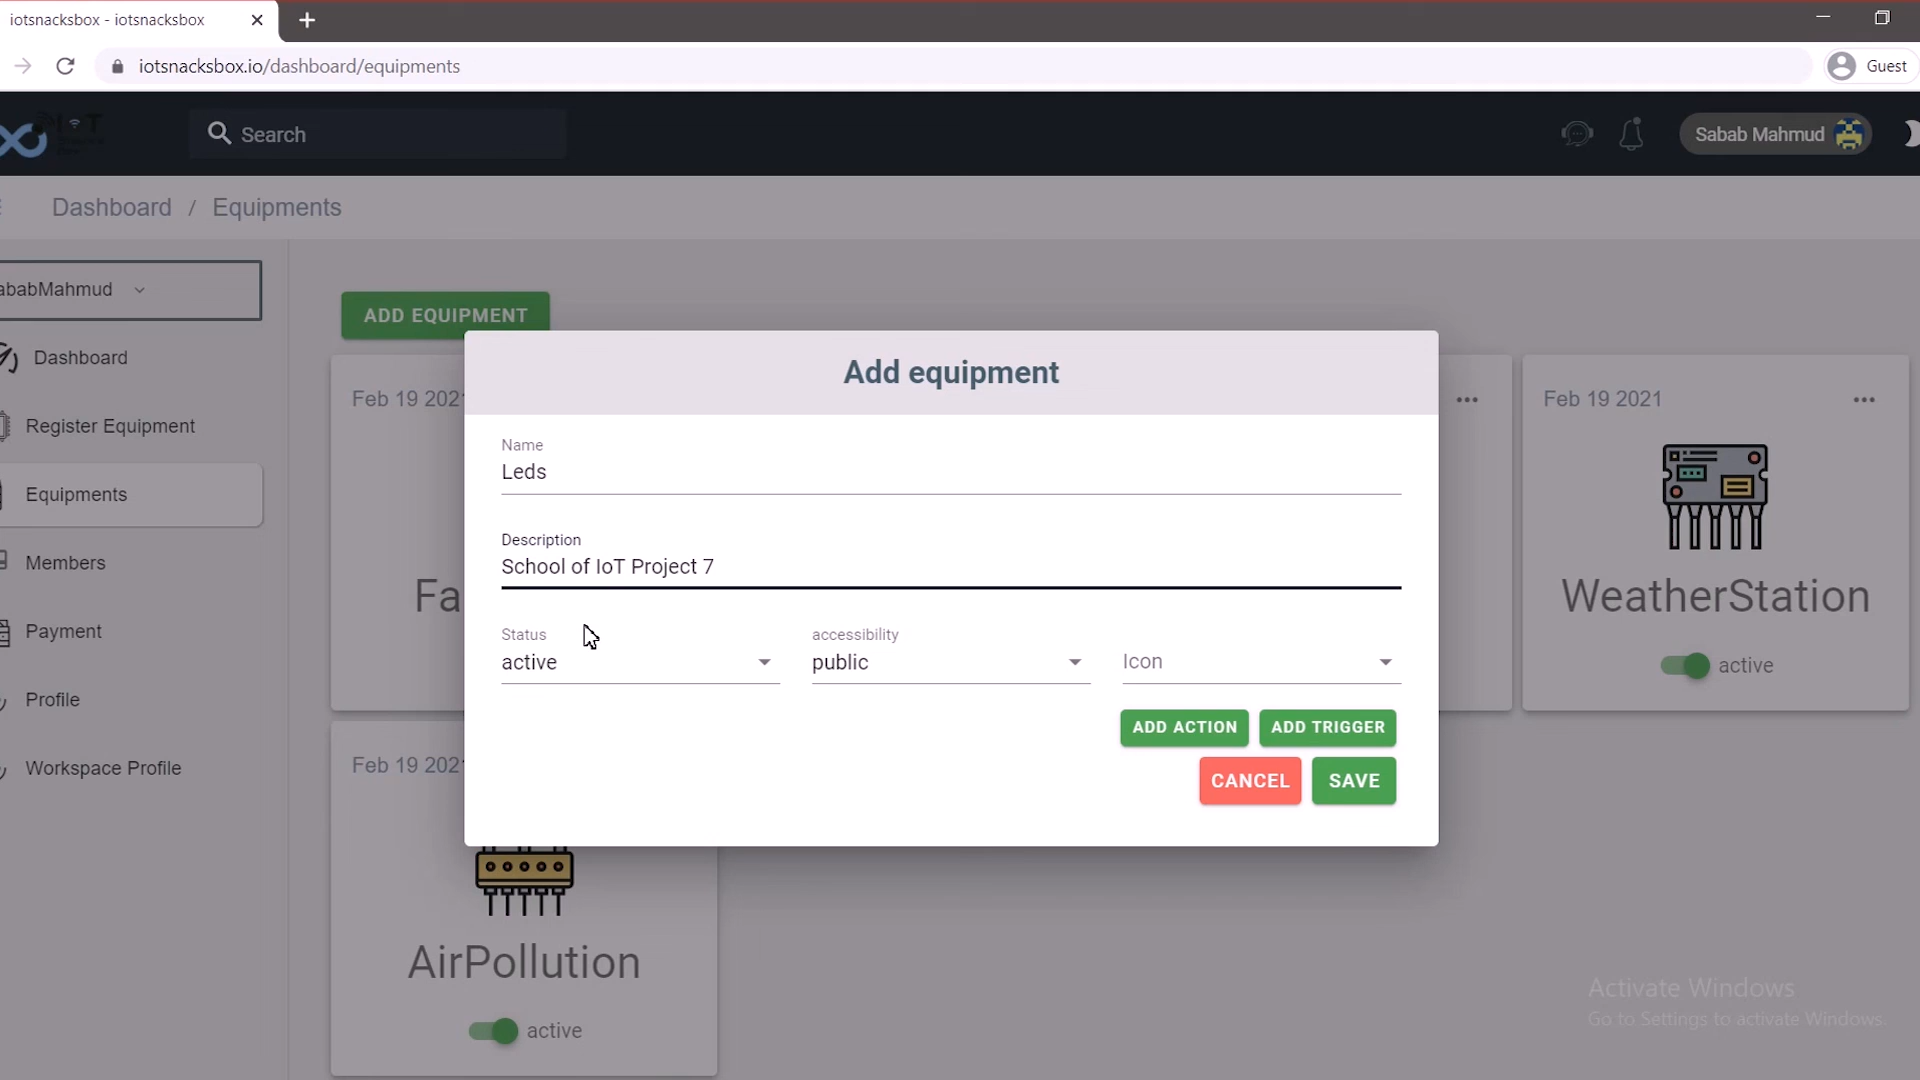 iotsnacksbox - iotsnacksbox
iotsnacksbox.io/dashboard/equipments
Guest
IoT
Search
Sabab Mahmud
Dashboard / Equipments
ababMahmud
ADD EQUIPMENT
Dashboard
Register Equipment
Equipments
Members
Payment
Profile
Workspace Profile
Feb 19 202
Fa
Add equipment
Name
Leds
Description
School of IoT Project 7
Status
active
accessibility
public
Icon
ADD ACTION
ADD TRIGGER
CANCEL
SAVE
Feb 19 2021
WeatherStation
active
Feb 19 202
AirPollution
active
Activate Windows
Go to Settings to activate Windows